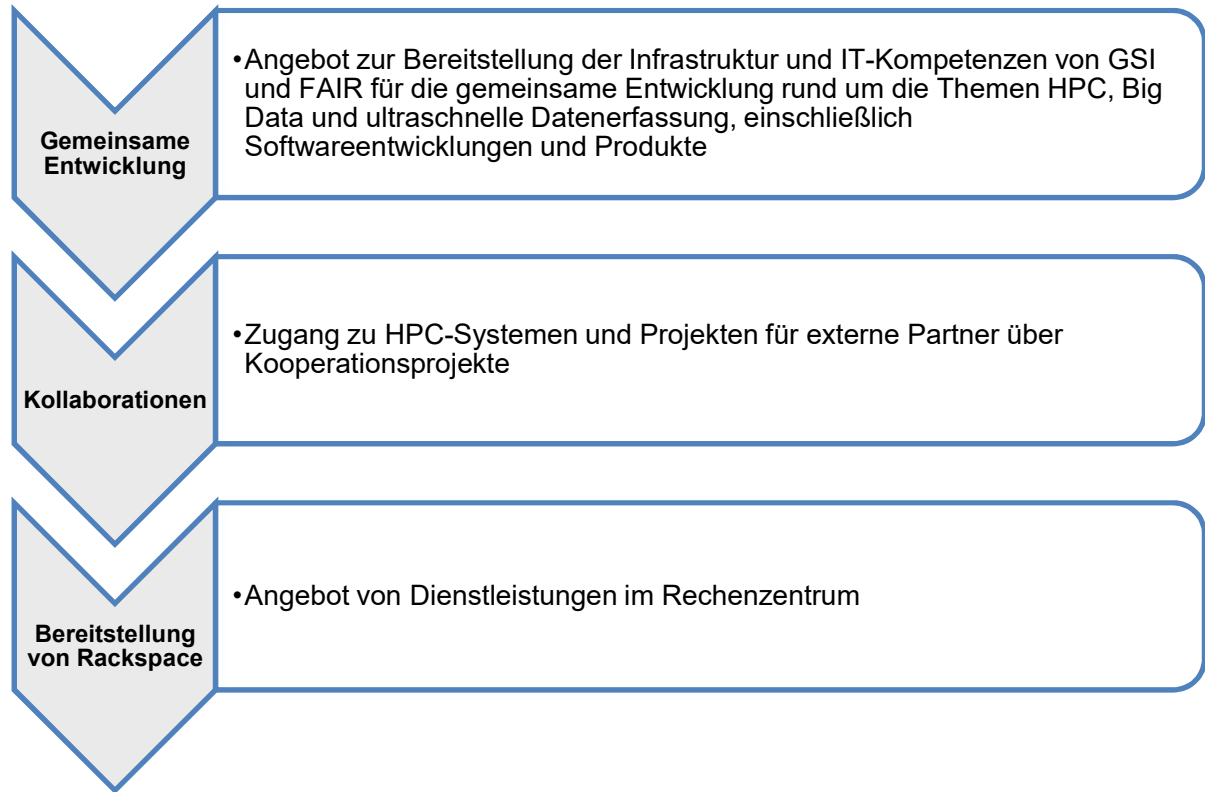 Gemeinsame
Entwicklung
•Angebot zur Bereitstellung der Infrastruktur und IT-Kompetenzen von GSI
und FAIR für die gemeinsame Entwicklung rund um die Themen HPC, Big
Data und ultraschnelle Datenerfassung, einschließlich
Softwareentwicklungen und Produkte
Kollaborationen
•Zugang zu HPC-Systemen und Projekten für externe Partner über
Kooperationsprojekte
Bereitstellung
von Rackspace
•Angebot von Dienstleistungen im Rechenzentrum